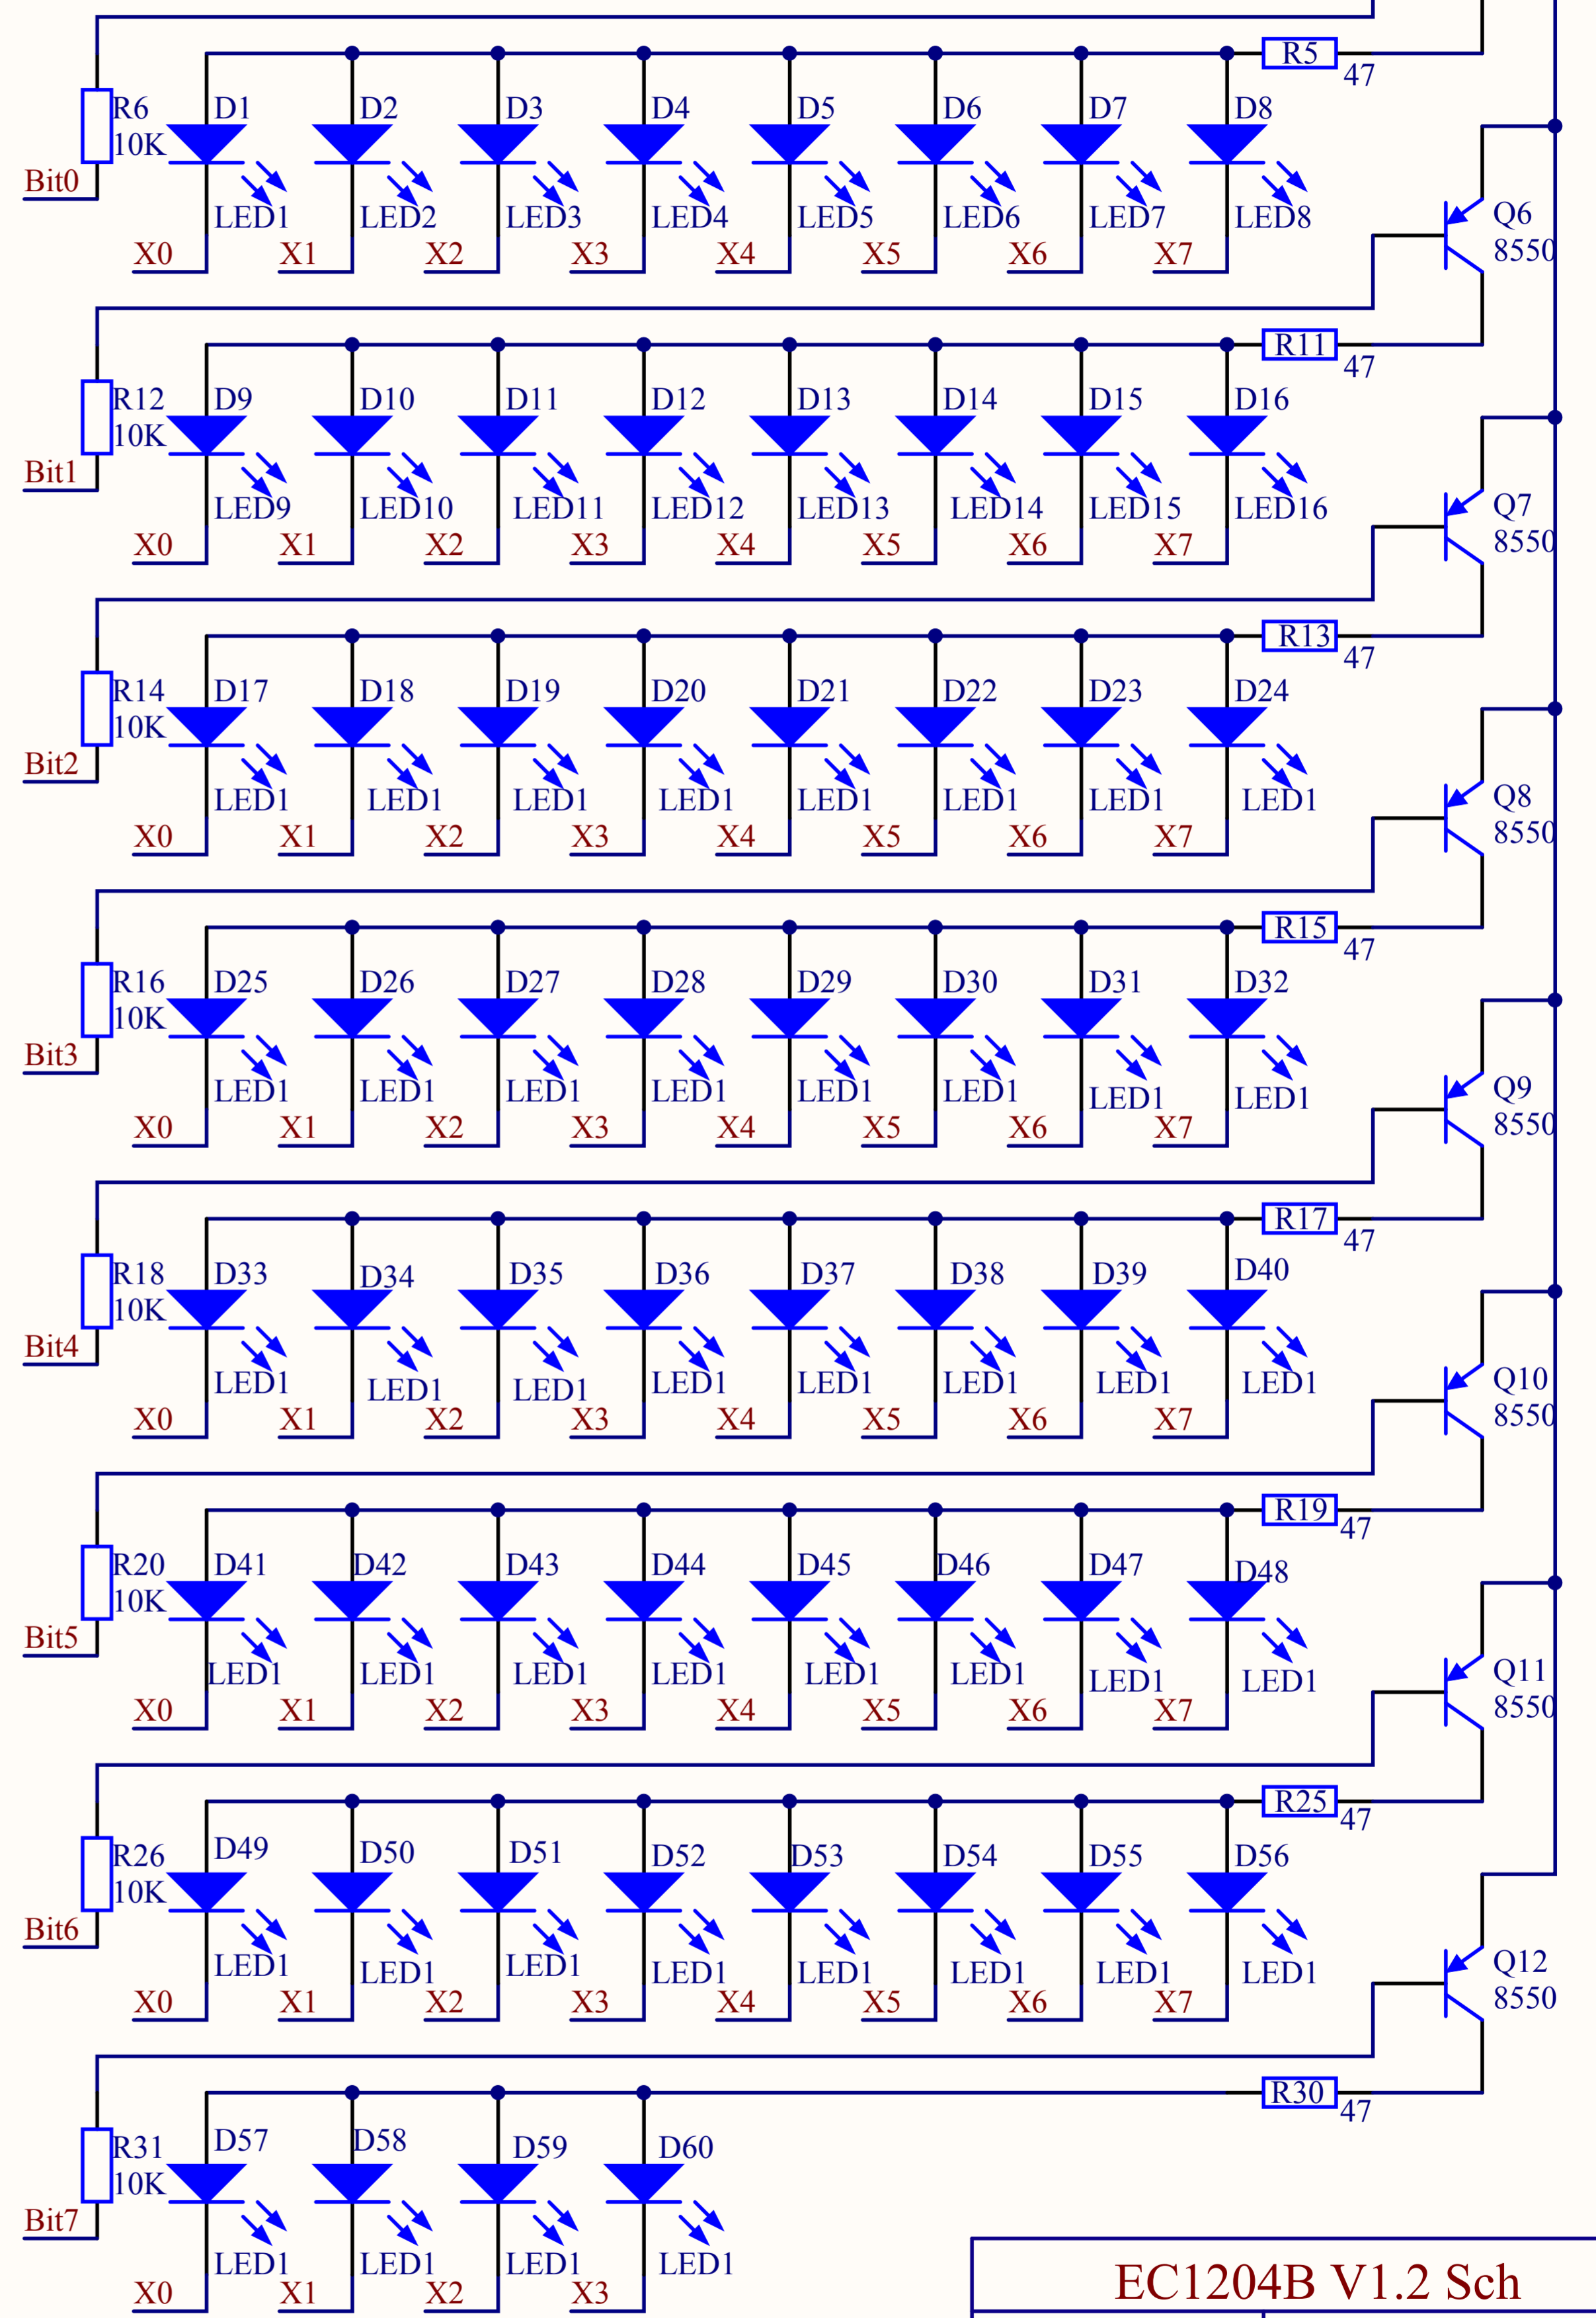 R5
47
R6 D1 D2 D3 D4 D5 D6 D7 D8
10K
Bit0
LED1 LED2 LED3 LED4 LED5 LED6 LED7 LED8 Q6
8550
X0 X1 X2 X3 X4 X5 X6 X7
R11
47
R12 D9 D10 D11 D12 D13 D14 D15 D16
10K
Bit1
LED9 LED10 LED11 LED12 LED13 LED14 LED15 LED16 Q7
8550
X0 X1 X2 X3 X4 X5 X6 X7
R13
47
R14 D17 D18 D19 D20 D21 D22 D23 D24
10K
Bit2
LED1 LED1 LED1 LED1 LED1 LED1 LED1 LED1 Q8
8550
X0 X1 X2 X3 X4 X5 X6 X7
R15
47
R16 D25 D26 D27 D28 D29 D30 D31 D32
10K
Bit3
LED1 LED1 LED1 LED1 LED1 LED1 LED1 LED1 Q9
8550
X0 X1 X2 X3 X4 X5 X6 X7
R17
47
R18 D33 D34 D35 D36 D37 D38 D39 D40
10K
Bit4
LED1 LED1 LED1 LED1 LED1 LED1 LED1 LED1 Q10
8550
X0 X1 X2 X3 X4 X5 X6 X7
R19
47
R20 D41 D42 D43 D44 D45 D46 D47 D48
10K
Bit5
LED1 LED1 LED1 LED1 LED1 LED1 LED1 LED1 Q11
8550
X0 X1 X2 X3 X4 X5 X6 X7
R25
47
R26 D49 D50 D51 D52 D53 D54 D55 D56
10K
Bit6
LED1 LED1 LED1 LED1 LED1 LED1 LED1 LED1 Q12
8550
X0 X1 X2 X3 X4 X5 X6 X7
R30
47
R31 D57 D58 D59 D60
10K
Bit7
LED1 LED1 LED1 LED1
X0 X1 X2 X3
EC1204B V1.2 Sch